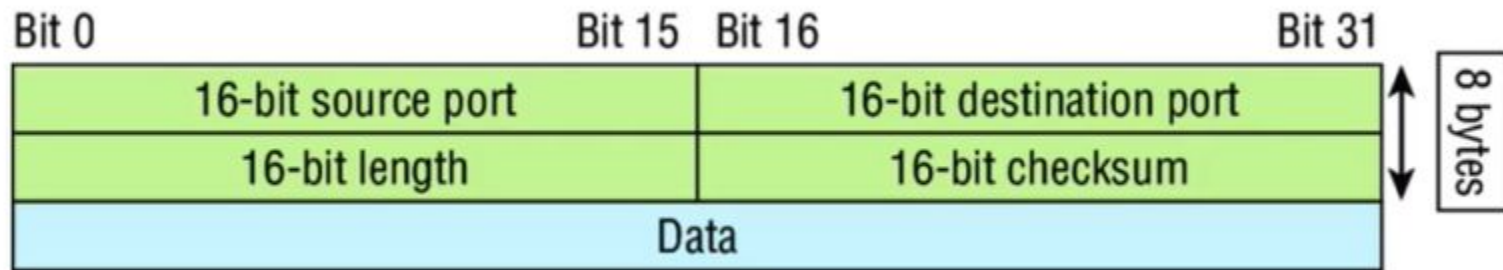 Bit 0 Bit 15 Bit 16 Bit 31
16-bit source port 16-bit destination port
16-bit length 16-bit checksum
Data
8 bytes